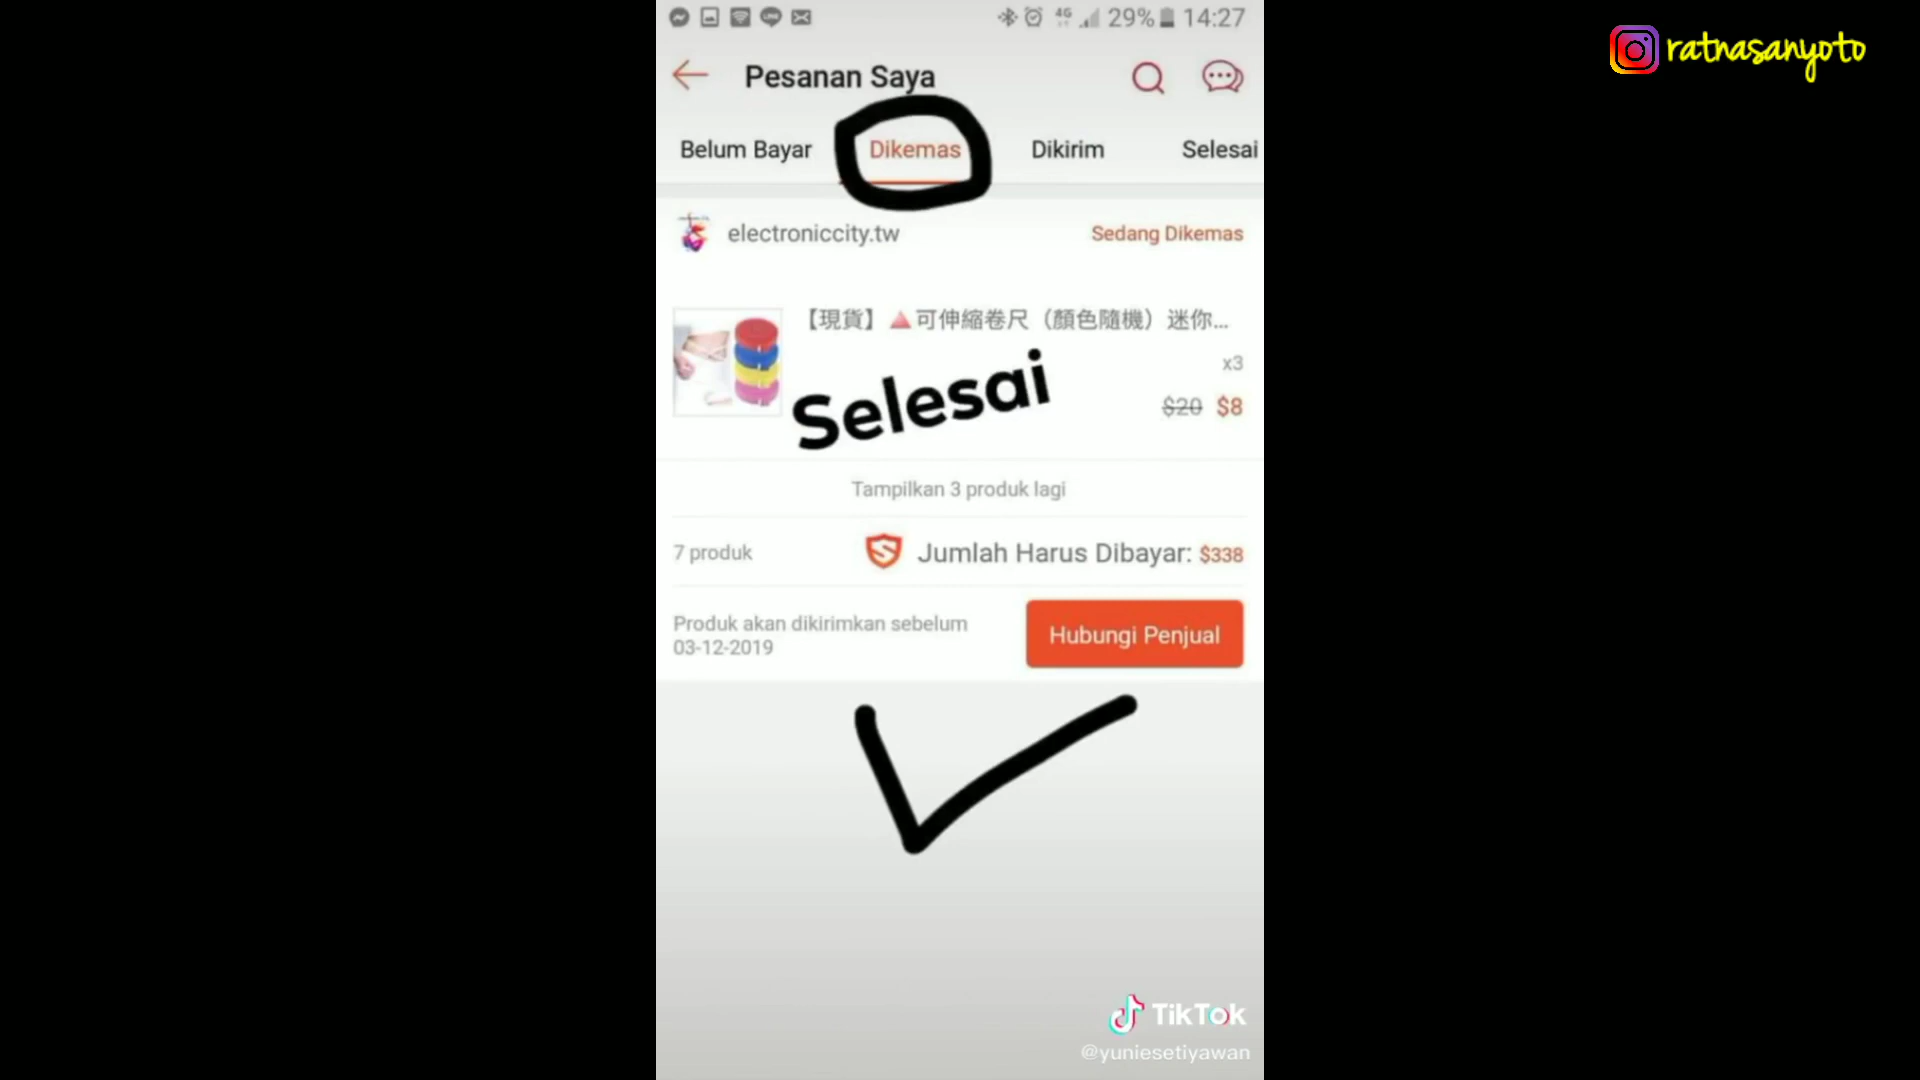 29% 14:27
ratnasanyoto
Pesanan Saya
Belum Bayar Dikemas Dikirim Selesai
electroniccity.tw Sedang Dikemas
【現貨】🔺可伸縮卷尺（顏色隨機）迷你...
x3
Selesai
$20 $8
Tampilkan 3 produk lagi
7 produk Jumlah Harus Dibayar: $338
Produk akan dikirimkan sebelum
03-12-2019
Hubungi Penjual
TikTok
@yuniesetiyawan